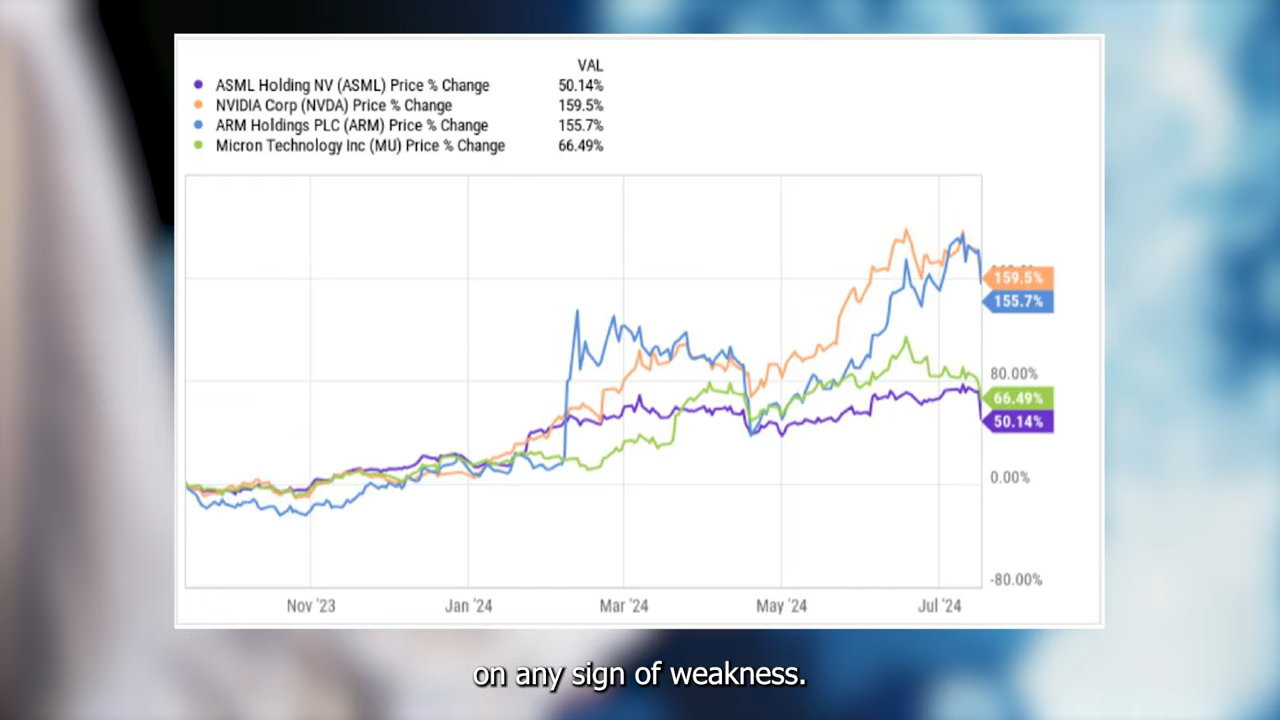 VAL
ASML Holding NV (ASML) Price % Change 50.14%
NVIDIA Corp (NVDA) Price % Change 159.5%
ARM Holdings PLC (ARM) Price % Change 155.7%
Micron Technology Inc (MU) Price % Change 66.49%
159.5%
155.7%
80.00%
66.49%
50.14%
0.00%
-80.00%
Nov '23 Jan '24 Mar '24 May '24 Jul '24
on any sign of weakness.